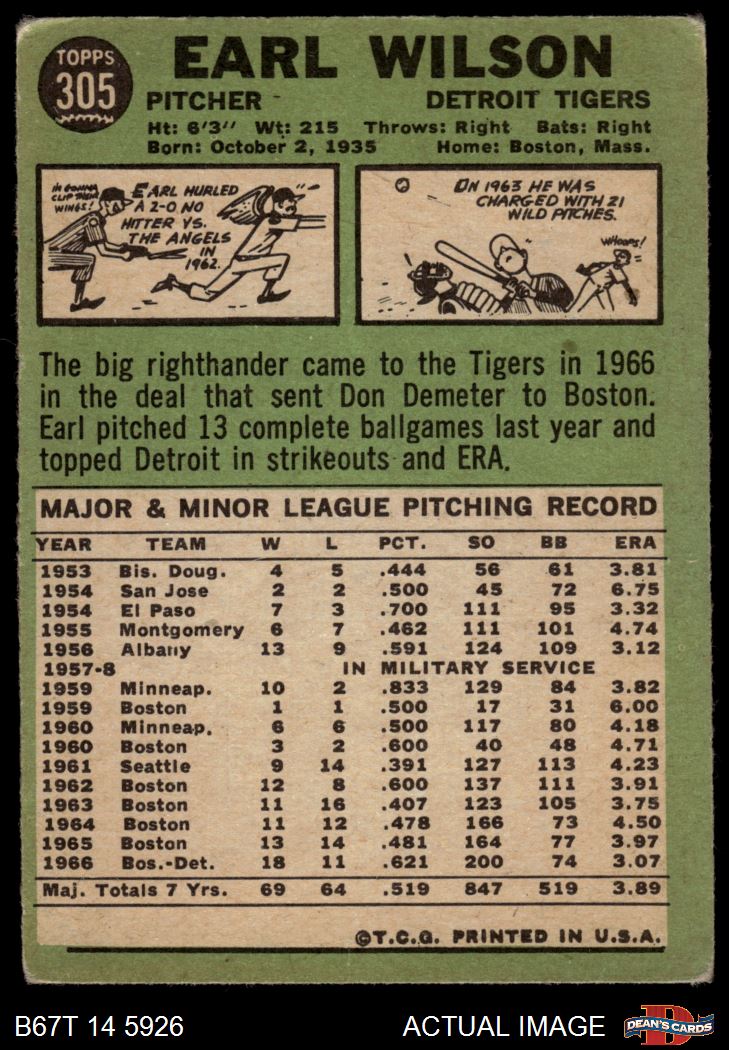 TOPPS
305
EARL WILSON
PITCHER - DETROIT TIGERS
Ht: 6'3" Wt: 215 Throws: Right Bats: Right
Born: October 2, 1935 Home: Boston, Mass.
I'M GONNA
CLIP THEM
WINGS!
EARL HURLED
A 2-0 NO
HITTER VS.
THE ANGELS
IN
1962.
IN 1963 HE WAS
CHARGED WITH 21
WILD PITCHES.
WHOOPS!
The big righthander came to the Tigers in 1966
in the deal that sent Don Demeter to Boston.
Earl pitched 13 complete ballgames last year and
topped Detroit in strikeouts and ERA.
MAJOR & MINOR LEAGUE PITCHING RECORD
YEAR TEAM W L PCT. SO BB ERA
1953 Bis. Doug. 4 5 .444 56 61 3.81
1954 San Jose 2 2 .500 45 72 6.75
1954 El Paso 7 3 .700 111 95 3.32
1955 Montgomery 6 7 .462 111 101 4.74
1956 Albany 13 9 .591 124 109 3.12
1957-8 IN MILITARY SERVICE
1959 Minneap. 10 2 .833 129 84 3.82
1959 Boston 1 1 .500 17 31 6.00
1960 Minneap. 6 6 .500 117 80 4.18
1960 Boston 3 2 .600 40 48 4.71
1961 Seattle 9 14 .391 127 113 4.23
1962 Boston 12 8 .600 137 111 3.91
1963 Boston 11 16 .407 123 105 3.75
1964 Boston 11 12 .478 166 73 4.50
1965 Boston 13 14 .481 164 77 3.97
1966 Bos.-Det. 18 11 .621 200 74 3.07
Maj. Totals 7 Yrs. 69 64 .519 847 519 3.89
©T.C.G. PRINTED IN U.S.A.
B67T 14 5926 ACTUAL IMAGE
D
DEAN'S CARDS